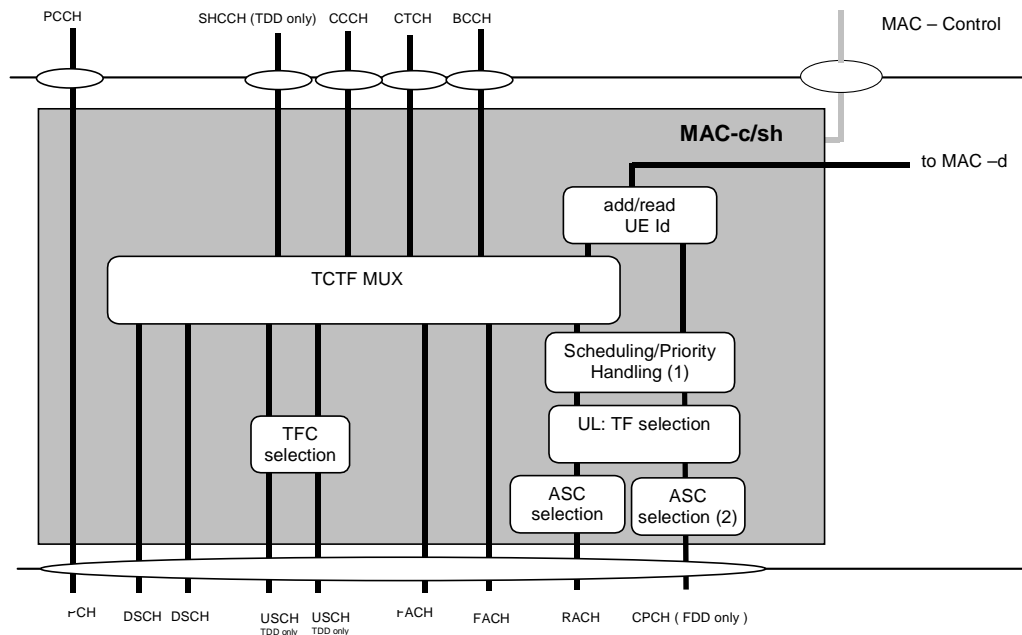 PCCH
SHCCH (TDD only)
CCCH
CTCH
BCCH
MAC – Control
MAC-c/sh
to MAC –d
add/read
UE Id
TCTF MUX
Scheduling/Priority
Handling (1)
UL: TF selection
TFC
selection
ASC
selection
ASC
selection (2)
DSCH
DSCH
USCH
TDD only
USCH
TDD only
FACH
FACH
RACH
CPCH ( FDD only )